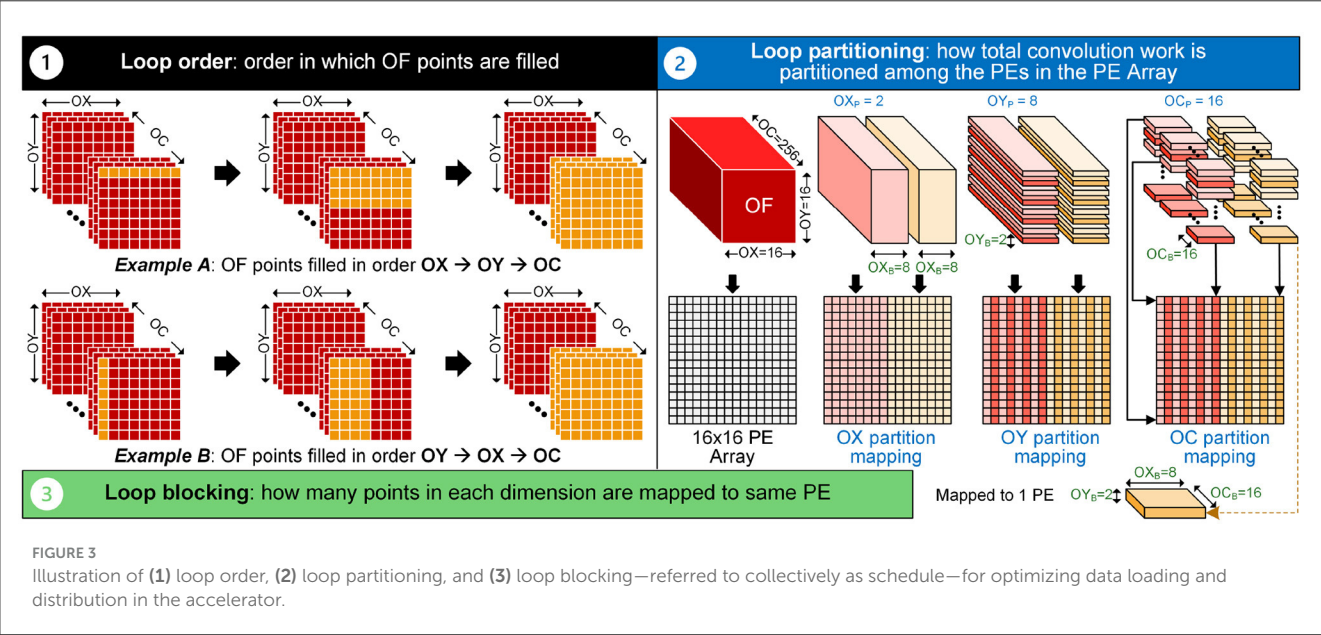 1
Loop order: order in which OF points are filled
OX
OY
OC
OX
OC
OX
OC
Example A: OF points filled in order OX → OY → OC
OX
OY
OC
OX
OY
OC
OX
OC
Example B: OF points filled in order OY → OX → OC
2
Loop partitioning: how total convolution work is
partitioned among the PEs in the PE Array
OXP = 2
OYP = 8
OCP = 16
OC=256
OF
OY=16
OX=16
OXB=8
OXB=8
OYB=2
OCB=16
16x16 PE
Array
OX partition
mapping
OY partition
mapping
OC partition
mapping
3
Loop blocking: how many points in each dimension are mapped to same PE
Mapped to 1 PE
OXB=8
OYB=2
OCB=16
FIGURE 3
Illustration of (1) loop order, (2) loop partitioning, and (3) loop blocking—referred to collectively as schedule—for optimizing data loading and
distribution in the accelerator.